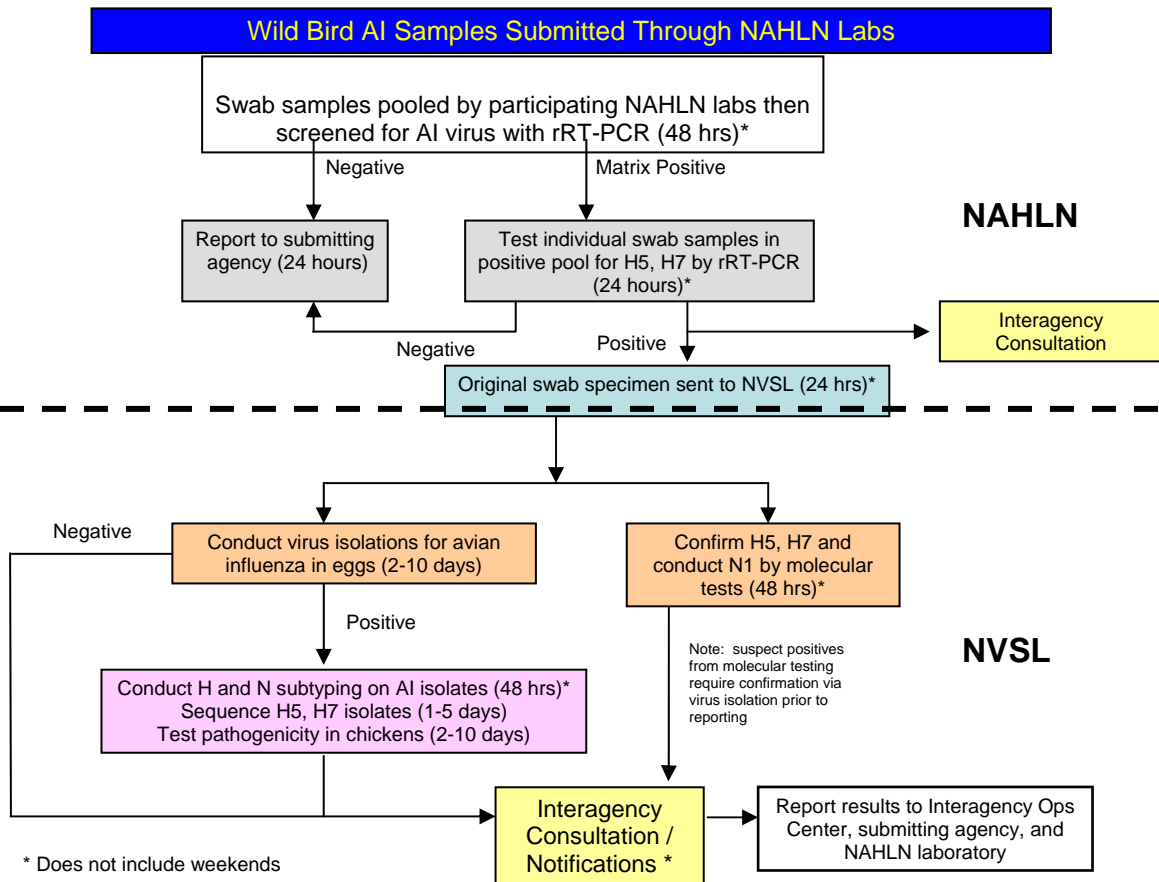 Wild Bird AI Samples Submitted Through NAHLN Labs
Swab samples pooled by participating NAHLN labs then
screened for AI virus with rRT-PCR (48 hrs)*
Negative
Matrix Positive
NAHLN
Report to submitting
agency (24 hours)
Test individual swab samples in
positive pool for H5, H7 by rRT-PCR
(24 hours)*
Interagency
Consultation
Negative
Positive
Original swab specimen sent to NVSL (24 hrs)*
Negative
Conduct virus isolations for avian
influenza in eggs (2-10 days)
Confirm H5, H7 and
conduct N1 by molecular
tests (48 hrs)*
Positive
Note: suspect positives
from molecular testing
require confirmation via
virus isolation prior to
reporting
NVSL
Conduct H and N subtyping on AI isolates (48 hrs)*
Sequence H5, H7 isolates (1-5 days)
Test pathogenicity in chickens (2-10 days)
Interagency
Consultation /
Notifications *
Report results to Interagency Ops
Center, submitting agency, and
NAHLN laboratory
* Does not include weekends